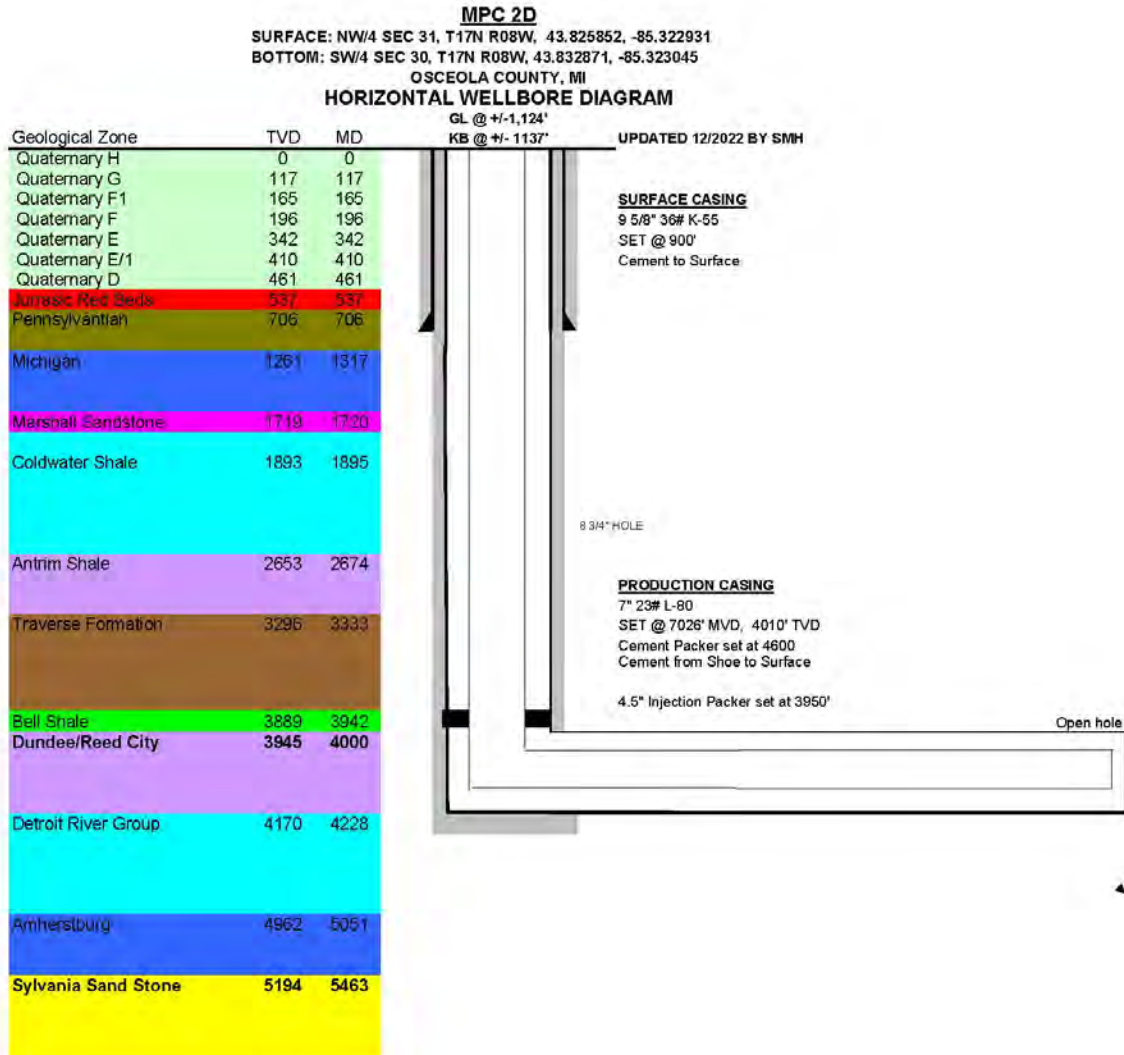 MPC 2D
SURFACE: NW/4 SEC 31, T17N R08W, 43.825852, -85.322931
BOTTOM: SW/4 SEC 30, T17N R08W, 43.832871, -85.323045
OSCEOLA COUNTY, MI
HORIZONTAL WELLBORE DIAGRAM
GL @ +/-1,124'
Geological Zone TVD MD KB @ +/- 1137' UPDATED 12/2022 BY SMH
Quaternary H 0 0
Quaternary G 117 117
Quaternary F1 165 165
Quaternary F 196 196
Quaternary E 342 342
Quaternary E/1 410 410
Quaternary D 461 461
Jurrasic Red Beds 537 537
Pennsylvantian 706 706
Michigan 1261 1317
Marshall Sandstone 1719 1720
Coldwater Shale 1893 1895
Antrim Shale 2653 2674
Traverse Formation 3296 3333
Bell Shale 3889 3942
Dundee/Reed City 3945 4000
Detroit River Group 4170 4228
Amherstburg 4962 5051
Sylvania Sand Stone 5194 5463
SURFACE CASING
9 5/8" 36# K-55
SET @ 900'
Cement to Surface
8 3/4" HOLE
PRODUCTION CASING
7" 23# L-80
SET @ 7026' MVD, 4010' TVD
Cement Packer set at 4600
Cement from Shoe to Surface
4.5" Injection Packer set at 3950'
Open hole